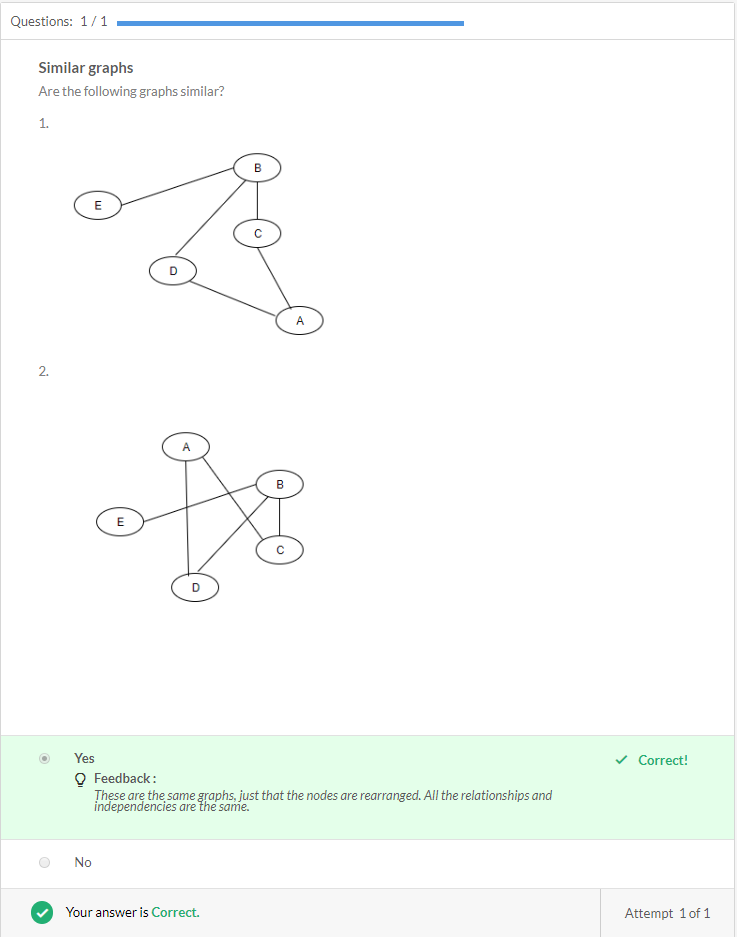 Questions: 1 / 1
Similar graphs
Are the following graphs similar?
1.
B
E
C
D
A
2.
A
B
E
C
D
Yes
Correct!
Feedback :
These are the same graphs, just that the nodes are rearranged. All the relationships and
independencies are the same.
No
Your answer is Correct.
Attempt 1 of 1